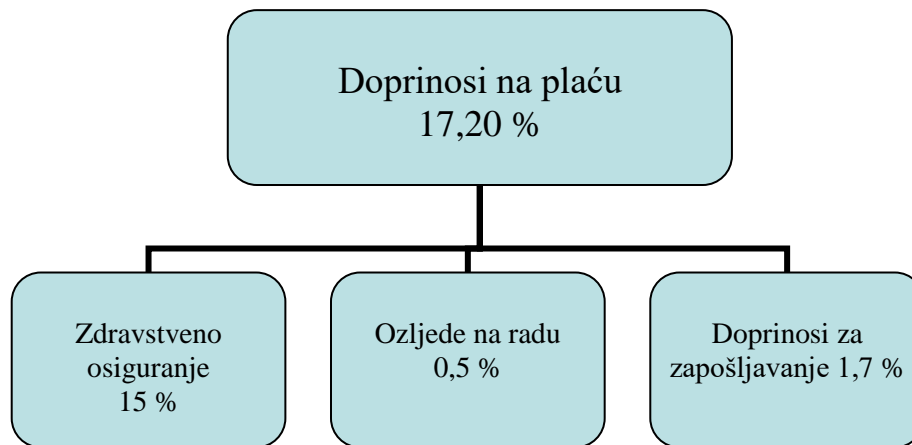 Doprinosi na plaću
17,20 %
Zdravstveno
osiguranje
15 %
Ozljede na radu
0,5 %
Doprinosi za
zapošljavanje 1,7 %